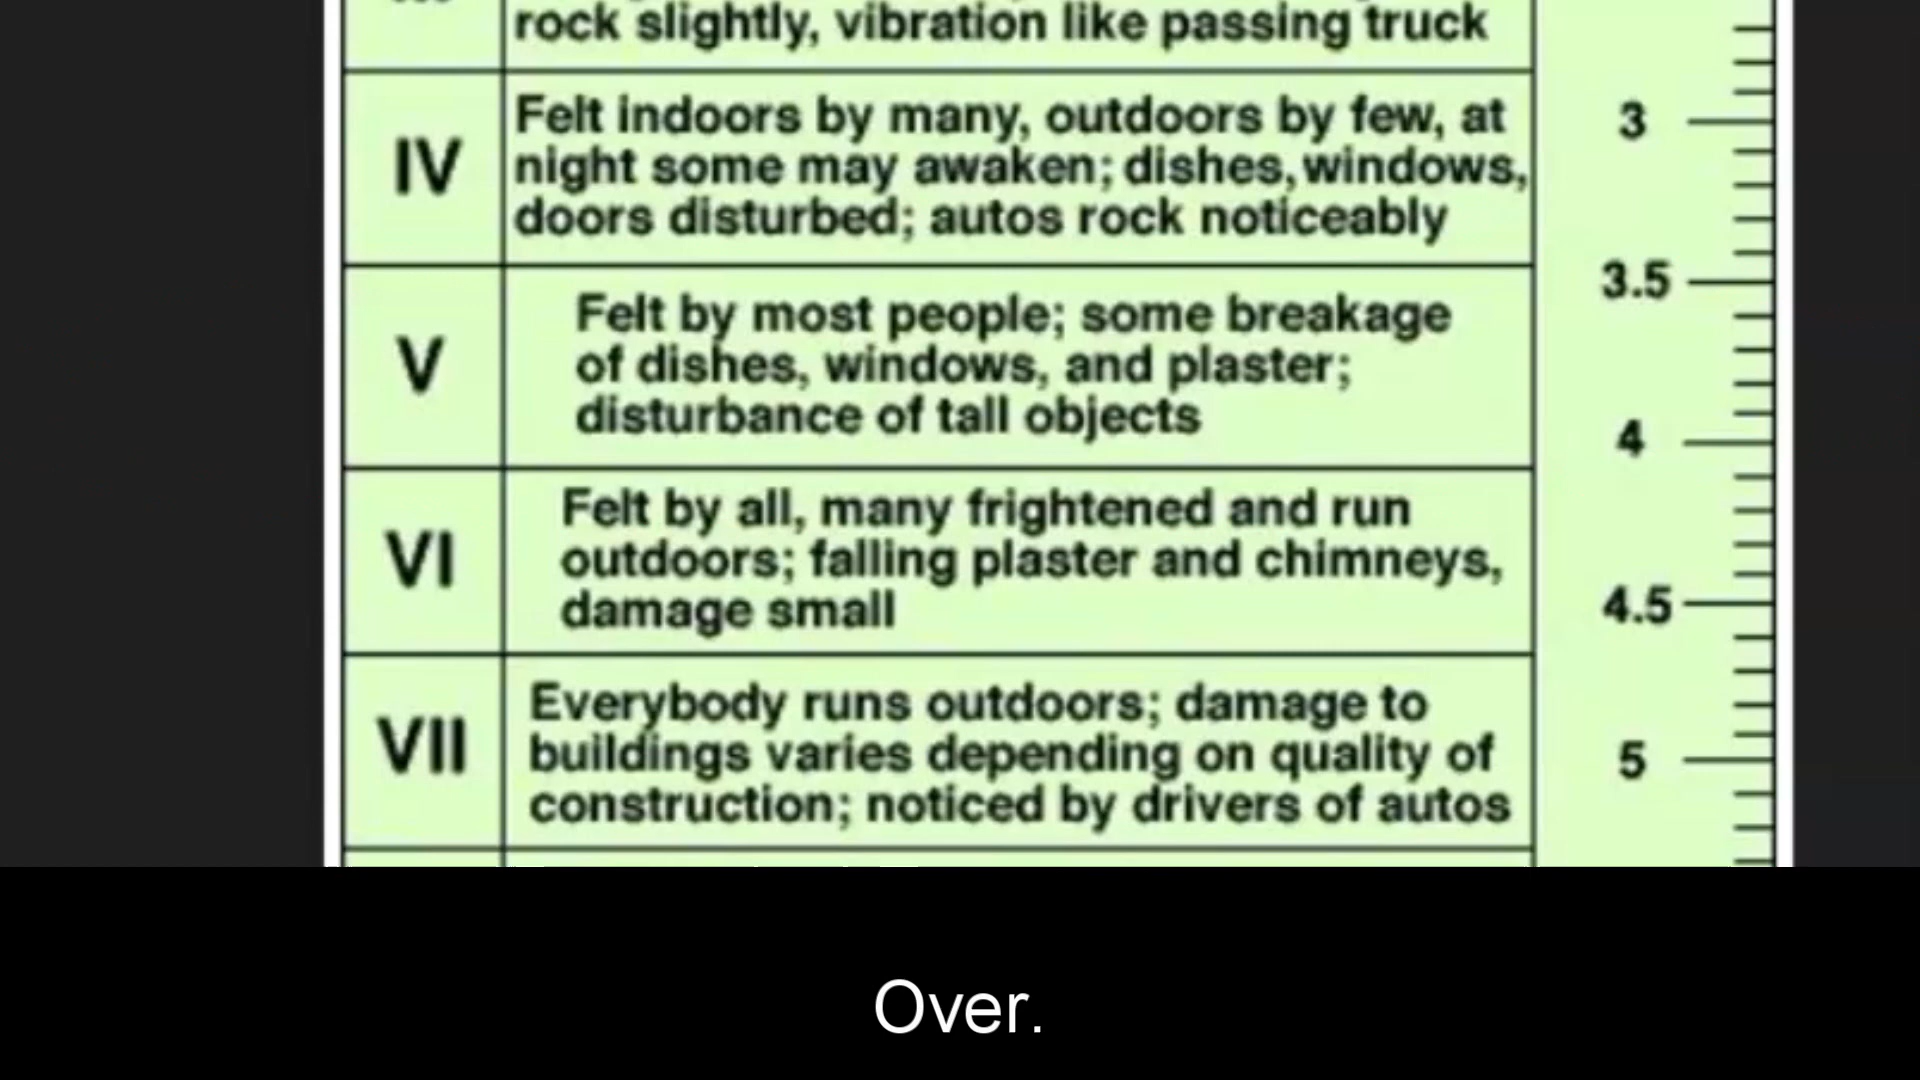 rock slightly, vibration like passing truck
IV
Felt indoors by many, outdoors by few, at
night some may awaken; dishes, windows,
doors disturbed; autos rock noticeably
V
Felt by most people; some breakage
of dishes, windows, and plaster;
disturbance of tall objects
VI
Felt by all, many frightened and run
outdoors; falling plaster and chimneys,
damage small
VII
Everybody runs outdoors; damage to
buildings varies depending on quality of
construction; noticed by drivers of autos
3
3.5
4
4.5
5
Over.